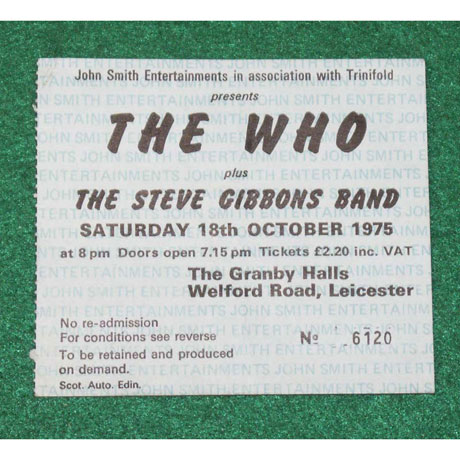 John Smith Entertainments in association with Trinifold
presents
THE WHO
plus
THE STEVE GIBBONS BAND
SATURDAY 18th OCTOBER 1975
at 8 pm Doors open 7.15 pm Tickets £2.20 inc. VAT
The Granby Halls
Welford Road, Leicester
No re-admission
For conditions see reverse
Nº 6120
To be retained and produced
on demand.
Scot. Auto. Edin.